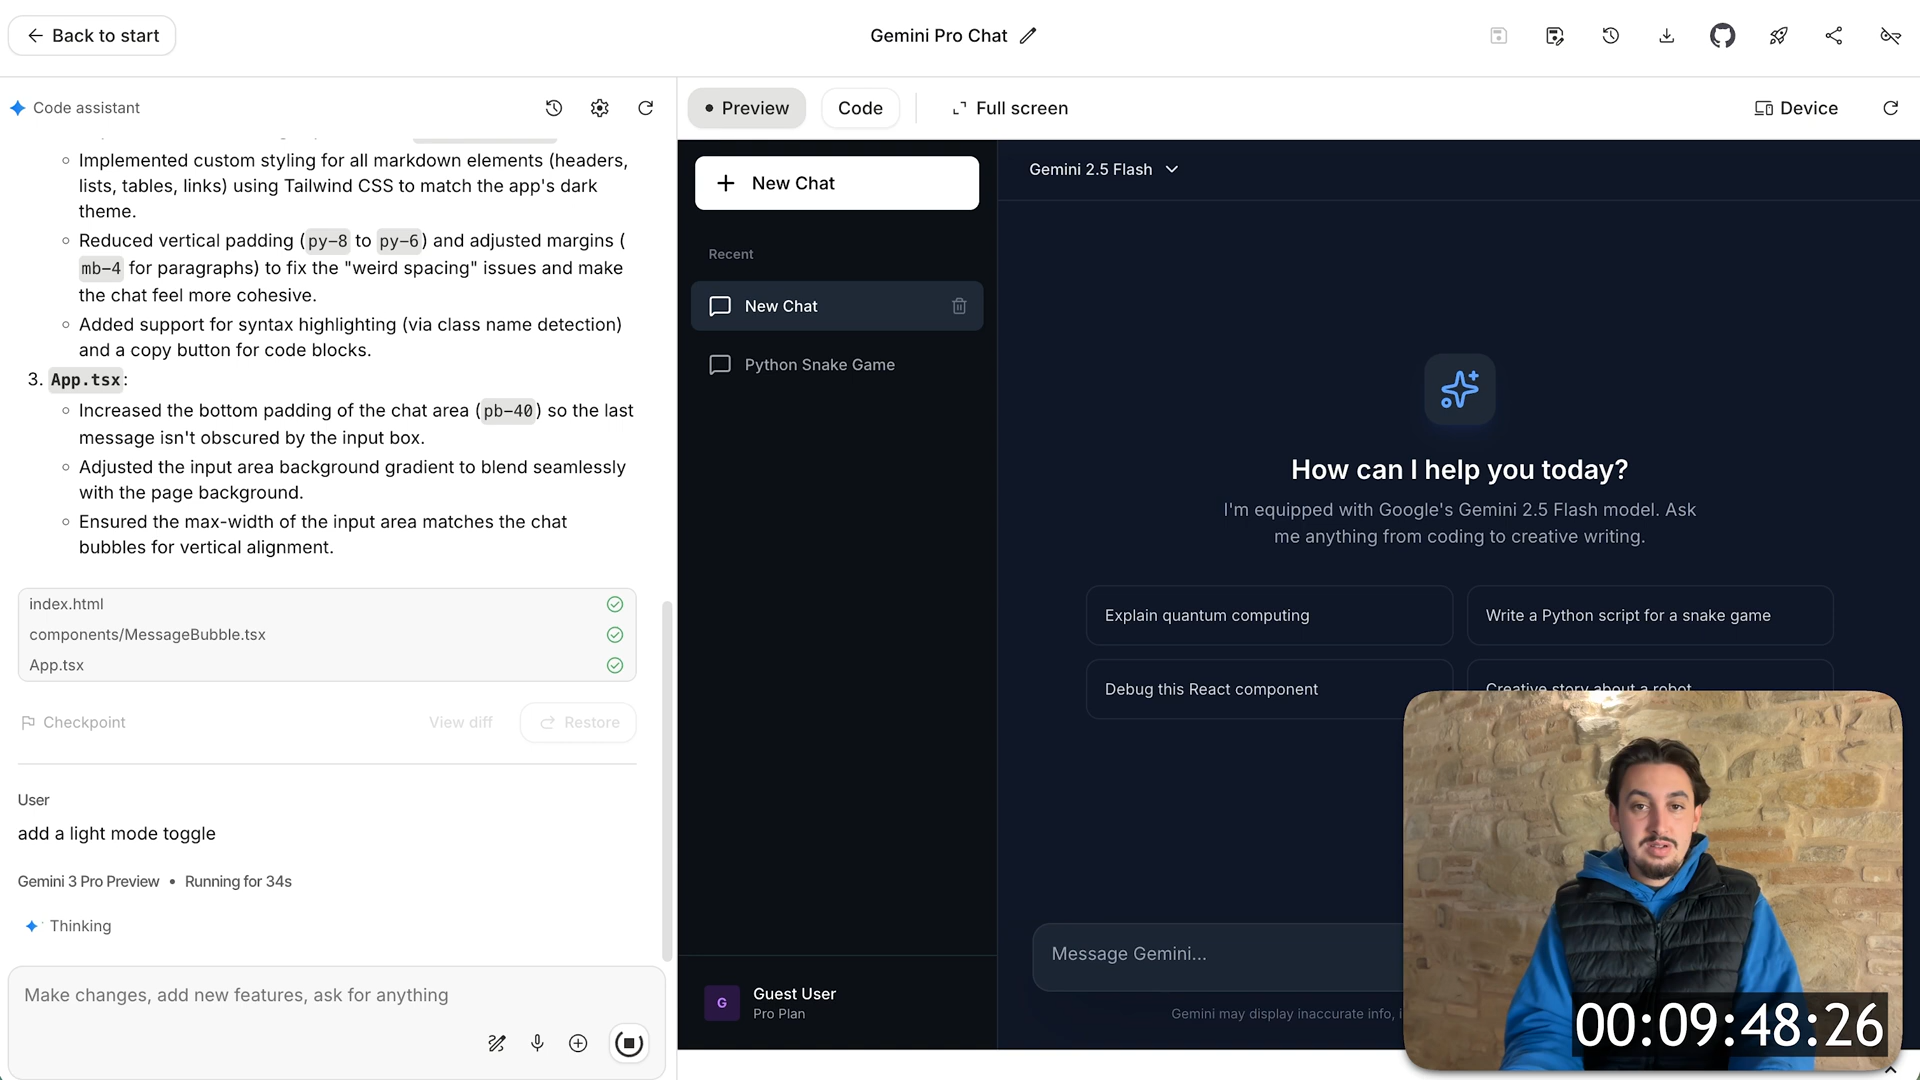 Back to start
Gemini Pro Chat
Code assistant
Preview
Code
Full screen
Device
Implemented custom styling for all markdown elements (headers,
lists, tables, links) using Tailwind CSS to match the app's dark
theme.
Reduced vertical padding (py-8 to py-6) and adjusted margins (
mb-4 for paragraphs) to fix the "weird spacing" issues and make
the chat feel more cohesive.
Added support for syntax highlighting (via class name detection)
and a copy button for code blocks.
3. App.tsx:
Increased the bottom padding of the chat area (pb-40) so the last
message isn't obscured by the input box.
Adjusted the input area background gradient to blend seamlessly
with the page background.
Ensured the max-width of the input area matches the chat
bubbles for vertical alignment.
index.html
components/MessageBubble.tsx
App.tsx
Checkpoint
View diff
Restore
User
add a light mode toggle
Gemini 3 Pro Preview • Running for 34s
Thinking
Make changes, add new features, ask for anything
New Chat
Recent
New Chat
Python Snake Game
G
Guest User
Pro Plan
Gemini 2.5 Flash
How can I help you today?
I'm equipped with Google's Gemini 2.5 Flash model. Ask
me anything from coding to creative writing.
Explain quantum computing
Write a Python script for a snake game
Debug this React component
Creative story about a robot
Message Gemini...
Gemini may display inaccurate info,
00:09:48:26